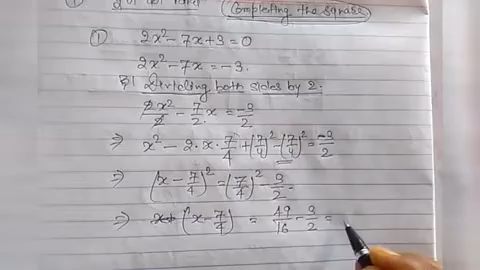 ① पूर्ण वर्ग (Completing the square)
① 2x² - 7x + 3 = 0
2x² - 7x = -3.
Dividing both sides by 2.
2x²/2 - 7/2 x = -3/2
⇒ x² - 2·x·7/4 + (7/4)² - (7/4)² = -3/2
⇒ (x - 7/4)² = (7/4)² - 3/2.
⇒ (x - 7/4) = 49/16 - 3/2 =